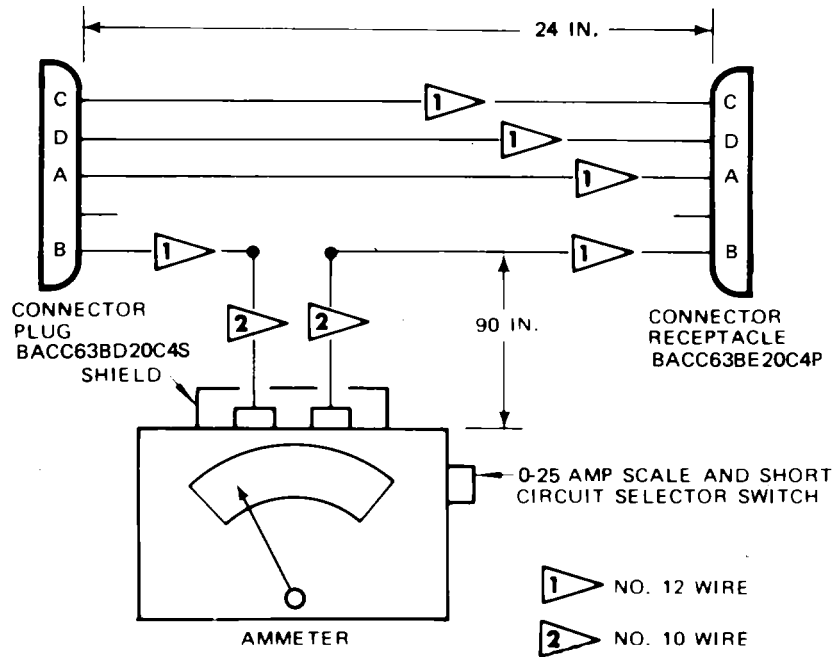 24 IN.
C 1 C
D 1 D
A 1 A
B 1 1 B
CONNECTOR
PLUG
BACC63BD20C4S
2 2
90 IN.
CONNECTOR
RECEPTACLE
BACC63BE20C4P
SHIELD
0-25 AMP SCALE AND SHORT
CIRCUIT SELECTOR SWITCH
AMMETER
1 NO. 12 WIRE
2 NO. 10 WIRE